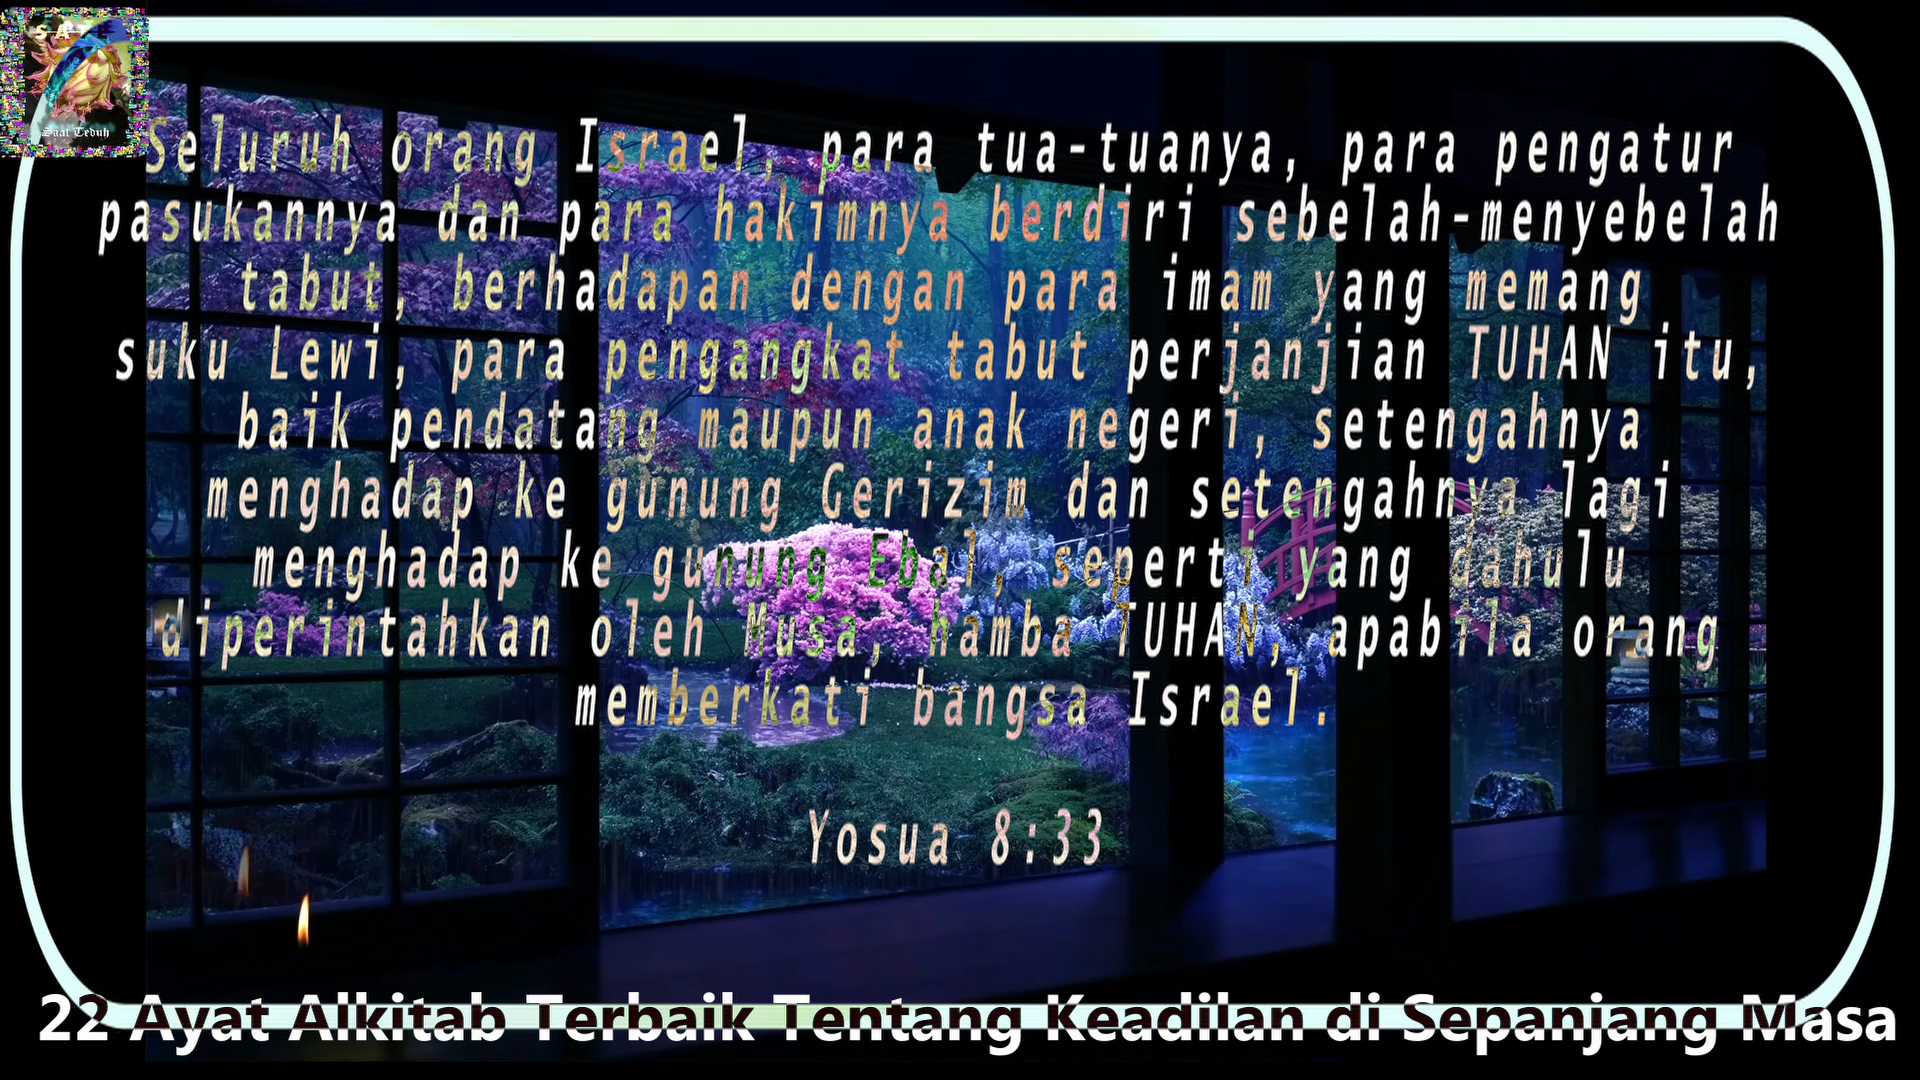 Saat Teduh
Seluruh orang Israel, para tua-tuanya, para pengatur
pasukannya dan para hakimnya berdiri sebelah-menyebelah
tabut, berhadapan dengan para imam yang memang
suku Lewi, para pengangkat tabut perjanjian TUHAN itu,
baik pendatang maupun anak negeri, setengahnya
menghadap ke gunung Gerizim dan setengahnya lagi
menghadap ke gunung Ebal, seperti yang dahulu
diperintahkan oleh Musa, hamba TUHAN, apabila orang
memberkati bangsa Israel.
Yosua 8:33
22 Ayat Alkitab Terbaik Tentang Keadilan di Sepanjang Masa